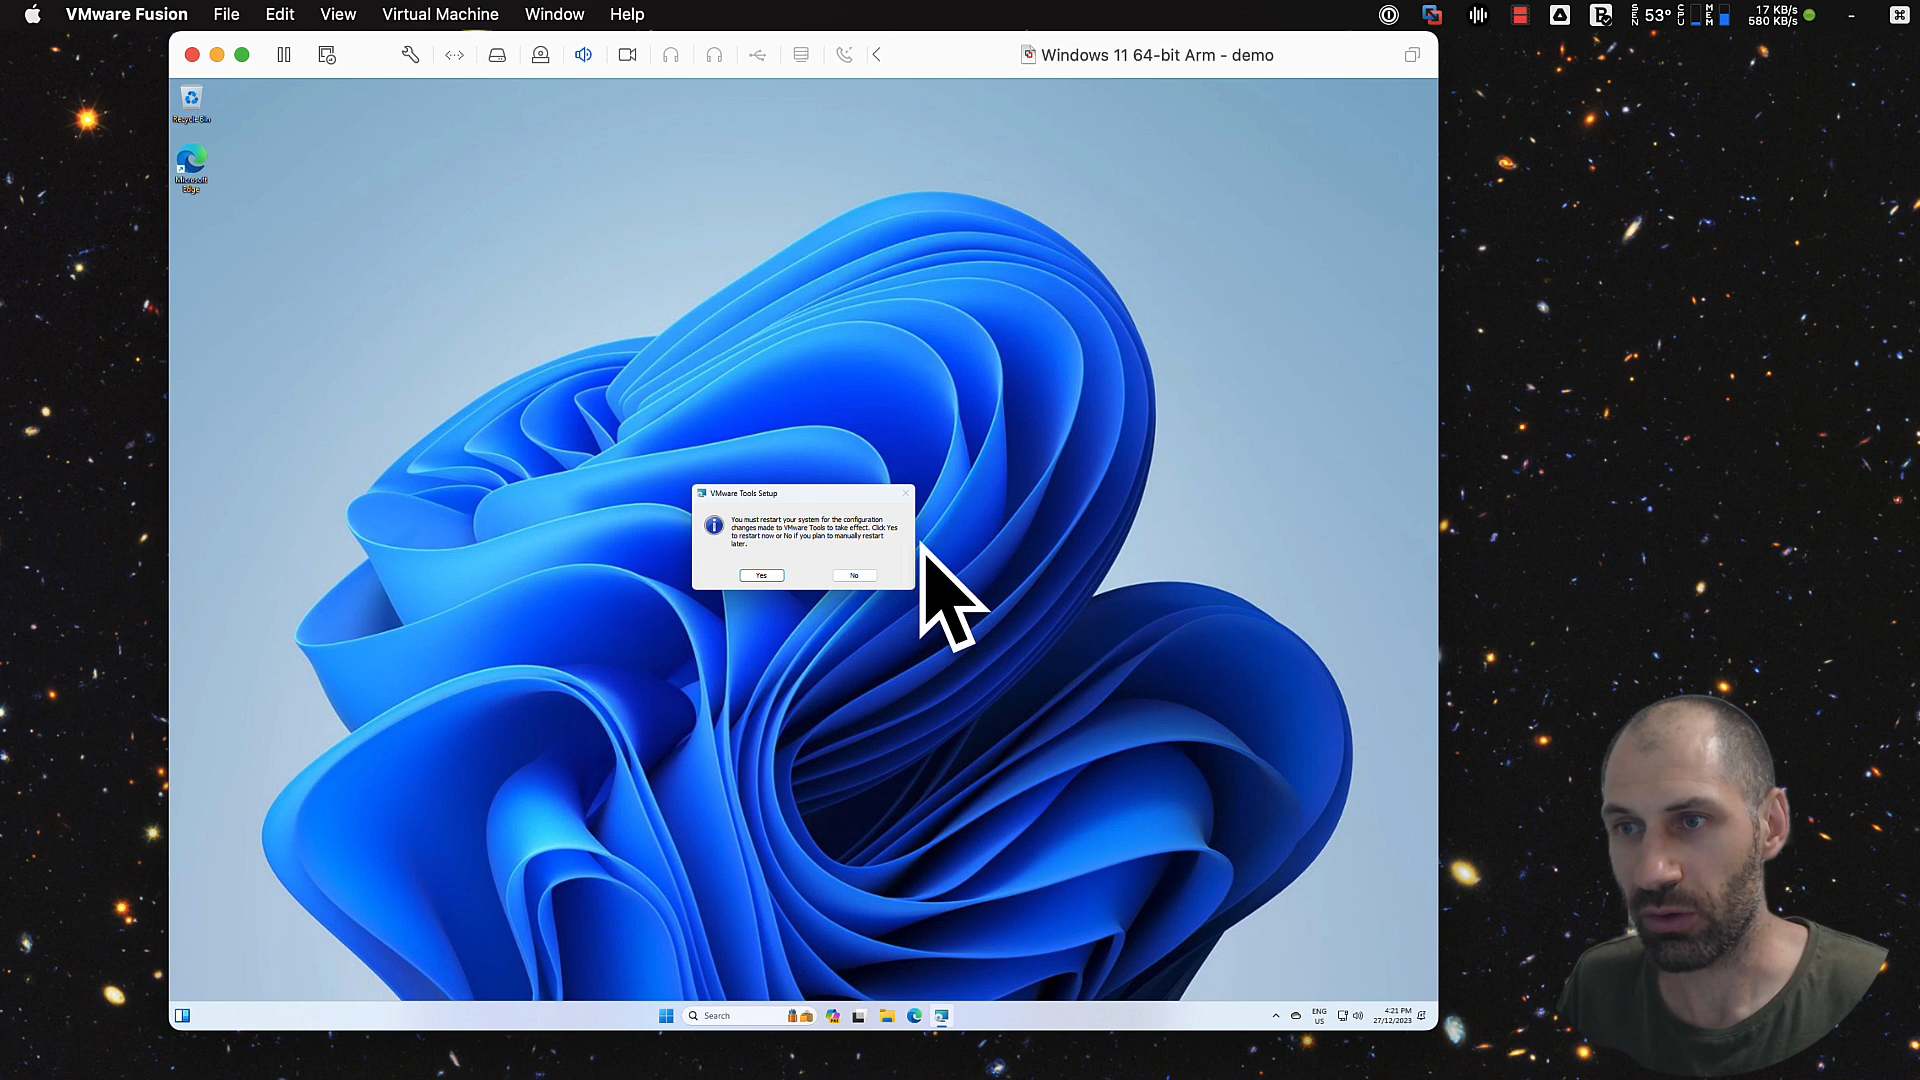 VMware Fusion File Edit View Virtual Machine Window Help
SEN 53° CPU MEM 17 KB/s
580 KB/s
Windows 11 64-bit Arm - demo
Recycle Bin
Microsoft
Edge
VMware Tools Setup
You must restart your system for the configuration
changes made to VMware Tools to take effect. Click Yes
to restart now or No if you plan to manually restart
later.
Yes No
Search
ENG
US
4:21 PM
27/12/2023